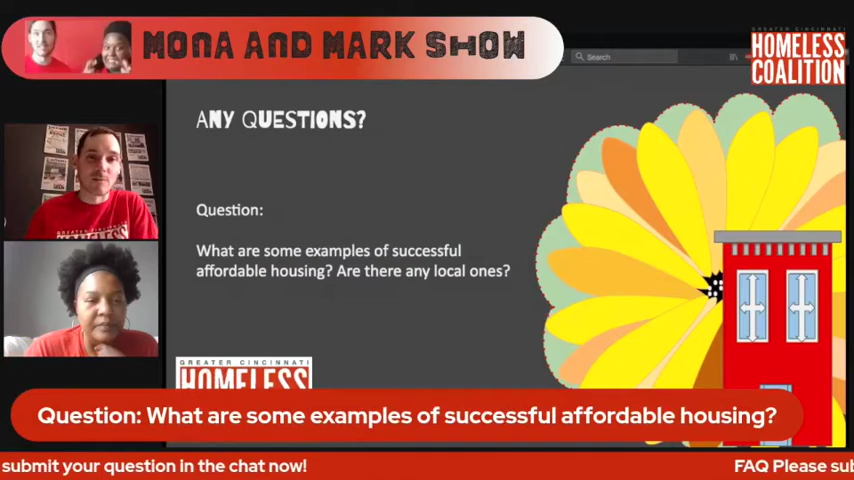 MONA AND MARK SHOW
Search
GREATER CINCINNATI
HOMELESS
COALITION
ANY QUESTIONS?
Question:
What are some examples of successful
affordable housing? Are there any local ones?
GREATER CINCINNATI
GREATER CINCINNATI
HOMELESS
Question: What are some examples of successful affordable housing?
submit your question in the chat now!
FAQ Please sub